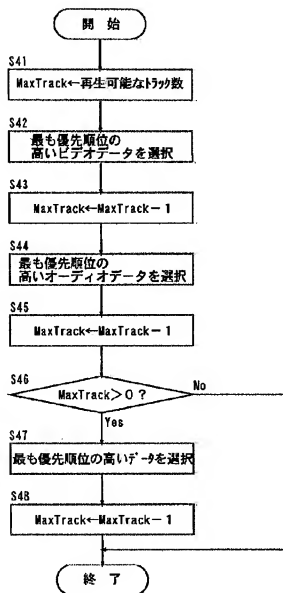 開 始
S41
MaxTrack←再生可能なトラック数
S42
最も優先順位の
高いビデオデータを選択
S43
MaxTrack←MaxTrack－1
S44
最も優先順位の
高いオーディオデータを選択
S45
MaxTrack←MaxTrack－1
S46
MaxTrack＞0？
No
Yes
S47
最も優先順位の高いデータを選択
S48
MaxTrack←MaxTrack－1
終 了